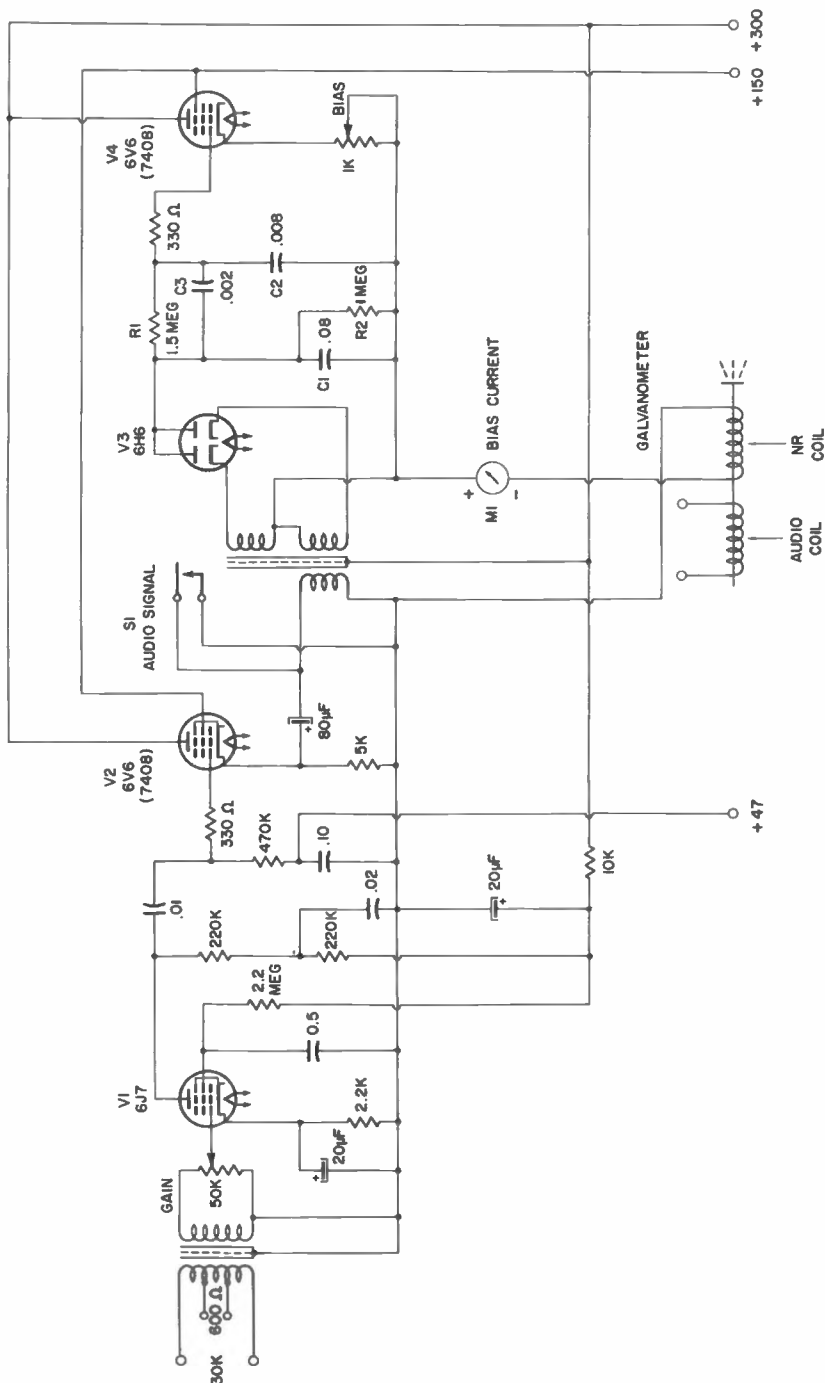 +300
+150
V4
6V6
(7408)
BIAS
1K
330 Ω
C3
.002
C2
.008
R1
1.5 MEG
R2
1 MEG
C1
.08
V3
6H6
BIAS CURRENT
+
M1
-
GALVANOMETER
NR
COIL
AUDIO
COIL
S1
AUDIO SIGNAL
V2
6V6
(7408)
+
80µF
5K
330 Ω
470K
.10
+47
.01
.02
220K
220K
20µF
+
10K
2.2
MEG
0.5
V1
6J7
2.2K
20µF
+
GAIN
50K
600 Ω
30K